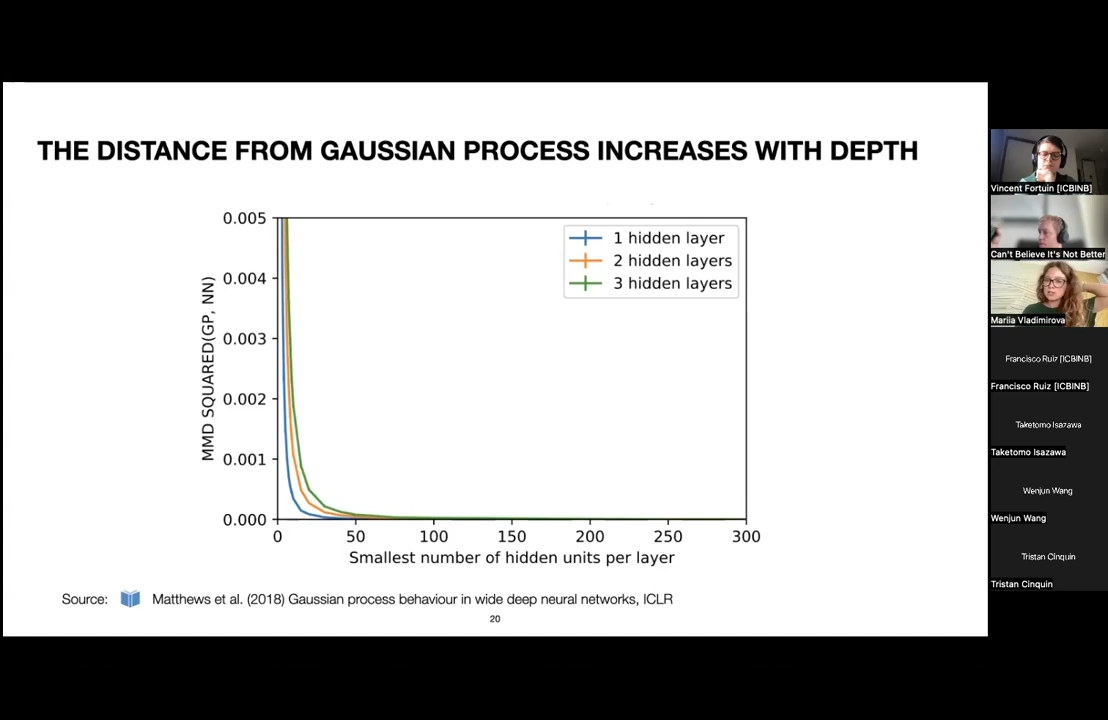 THE DISTANCE FROM GAUSSIAN PROCESS INCREASES WITH DEPTH
0.005
0.004
0.003
0.002
0.001
0.000
MMD SQUARED(GP, NN)
1 hidden layer
2 hidden layers
3 hidden layers
0 50 100 150 200 250 300
Smallest number of hidden units per layer
Source: Matthews et al. (2018) Gaussian process behaviour in wide deep neural networks, ICLR
20
Vincent Fortuin [ICBINB]
Can't Believe It's Not Better
Mariia Vladimirova
Francisco Ruiz [ICBINB]
Francisco Ruiz [ICBINB]
Taketomo Isazawa
Taketomo Isazawa
Wenjun Wang
Wenjun Wang
Tristan Cinquin
Tristan Cinquin